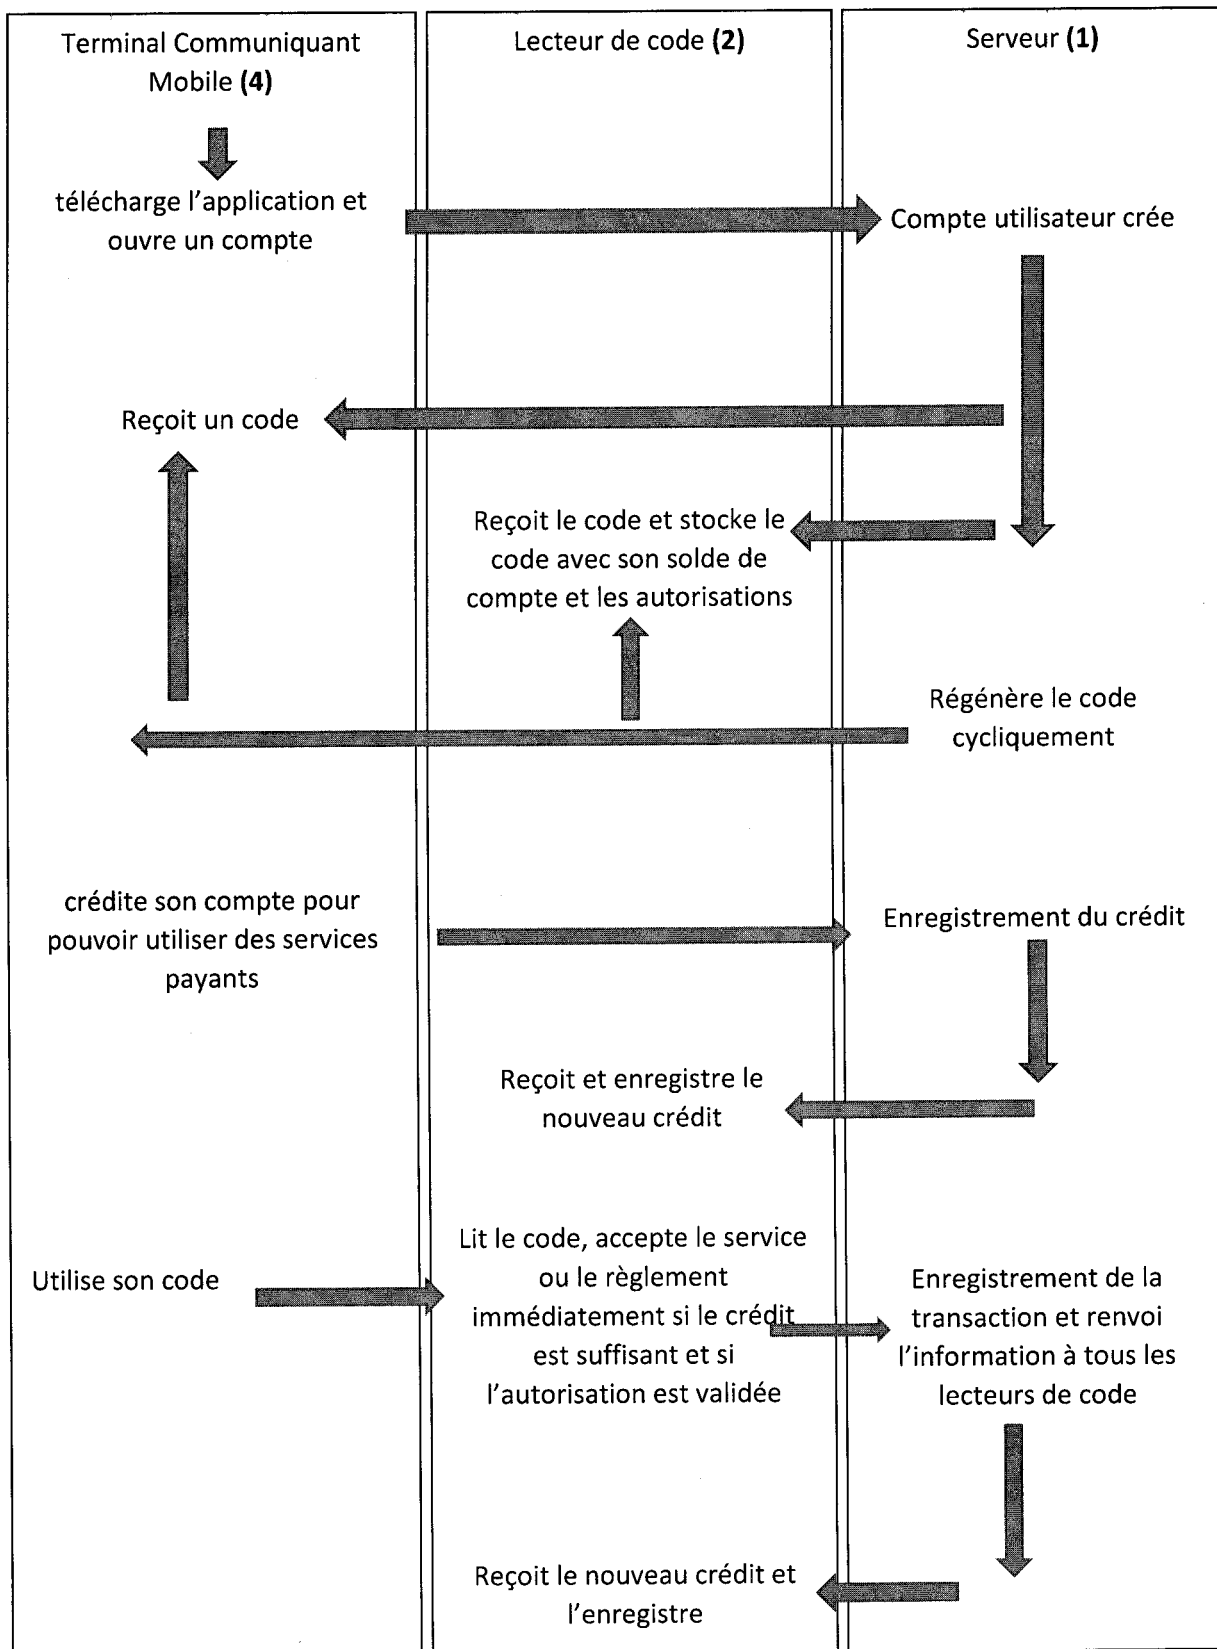 Terminal Communiquant
Mobile (4)
Lecteur de code (2)
Serveur (1)
télécharge l'application et
ouvre un compte
Compte utilisateur crée
Reçoit un code
Reçoit le code et stocke le
code avec son solde de
compte et les autorisations
Régénère le code
cycliquement
crédite son compte pour
pouvoir utiliser des services
payants
Enregistrement du crédit
Reçoit et enregistre le
nouveau crédit
Utilise son code
Lit le code, accepte le service
ou le règlement
immédiatement si le crédit
est suffisant et si
l'autorisation est validée
Enregistrement de la
transaction et renvoi
l'information à tous les
lecteurs de code
Reçoit le nouveau crédit et
l'enregistre